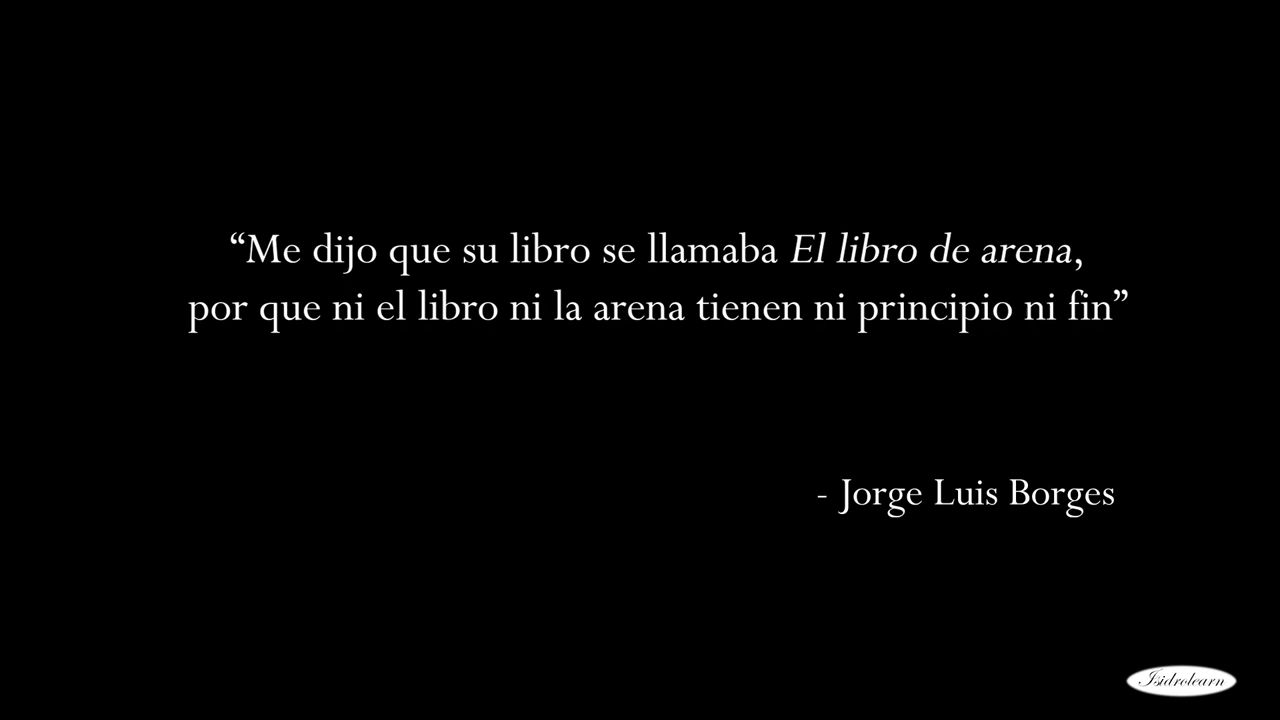 “Me dijo que su libro se llamaba El libro de arena,
por que ni el libro ni la arena tienen ni principio ni fin”
- Jorge Luis Borges
Isidrolearn